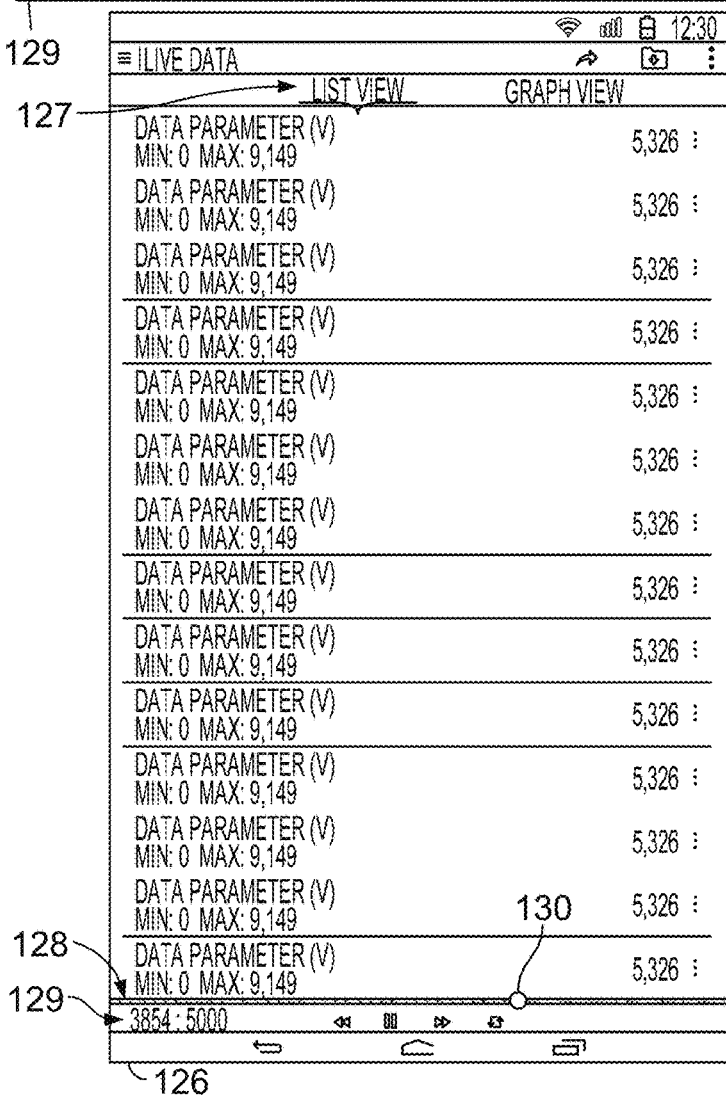 129
12:30
≡ ILIVE DATA
127
LIST VIEW GRAPH VIEW
DATA PARAMETER (V)
MIN: 0 MAX: 9,149
5,326
DATA PARAMETER (V)
MIN: 0 MAX: 9,149
5,326
DATA PARAMETER (V)
MIN: 0 MAX: 9,149
5,326
DATA PARAMETER (V)
MIN: 0 MAX: 9,149
5,326
DATA PARAMETER (V)
MIN: 0 MAX: 9,149
5,326
DATA PARAMETER (V)
MIN: 0 MAX: 9,149
5,326
DATA PARAMETER (V)
MIN: 0 MAX: 9,149
5,326
DATA PARAMETER (V)
MIN: 0 MAX: 9,149
5,326
DATA PARAMETER (V)
MIN: 0 MAX: 9,149
5,326
DATA PARAMETER (V)
MIN: 0 MAX: 9,149
5,326
DATA PARAMETER (V)
MIN: 0 MAX: 9,149
5,326
DATA PARAMETER (V)
MIN: 0 MAX: 9,149
5,326
DATA PARAMETER (V)
MIN: 0 MAX: 9,149
5,326
130
DATA PARAMETER (V)
MIN: 0 MAX: 9,149
5,326
128
129
3854 : 5000
126